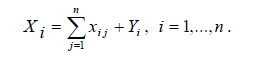 X_i = \sum_{j=1}^{n} x_{ij} + Y_i, i = 1,...,n.